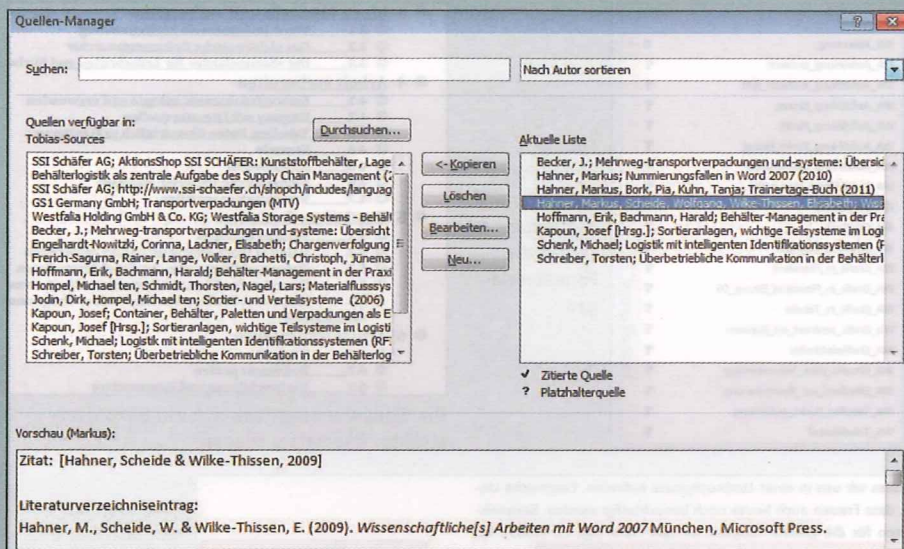 Quellen-Manager
Suchen:
Nach Autor sortieren
Quellen verfügbar in:
Tobias-Sources
Durchsuchen...
SSI Schäfer AG; AktionsShop SSI SCHÄFER: Kunststoffbehälter, Lage
Behälterlogistik als zentrale Aufgabe des Supply Chain Management (2
SSI Schäfer AG; http://www.ssi-schaefer.ch/shopch/includes/languag
GS1 Germany GmbH; Transportverpackungen (MTV)
Westfalia Holding GmbH & Co. KG; Westfalia Storage Systems - Behält
Becker, J.; Mehrweg-transportverpackungen und-systeme: Übersicht
Engelhardt-Nowitzki, Corinna, Lackner, Elisabeth; Chargenverfolgung
Frerich-Sagurna, Rainer, Lange, Volker, Brachetti, Christoph, Jünema
Hoffmann, Erik, Bachmann, Harald; Behälter-Management in der Praxi
Hompel, Michael ten, Schmidt, Thorsten, Nagel, Lars; Materialflusssys
Jodin, Dirk, Hompel, Michael ten; Sortier- und Verteilsysteme (2006)
Kapoun, Josef; Container, Behälter, Paletten und Verpackungen als E
Kapoun, Josef [Hrsg.]; Sortieranlagen, wichtige Teilsysteme im Logisti
Schenk, Michael; Logistik mit intelligenten Identifikationssystemen (RF
Schreiber, Torsten; Überbetriebliche Kommunikation in der Behälterlog
<- Kopieren
Löschen
Bearbeiten...
Neu...
Aktuelle Liste
Becker, J.; Mehrweg-transportverpackungen und-systeme: Übersic
Hahner, Markus; Nummerierungsfallen in Word 2007 (2010)
Hahner, Markus, Bork, Pia, Kuhn, Tanja; Trainertage-Buch (2011)
Hahner, Markus, Scheide, Wolfgang, Wilke-Thissen, Elisabeth; Wiss
Hoffmann, Erik, Bachmann, Harald; Behälter-Management in der Pra
Kapoun, Josef [Hrsg.]; Sortieranlagen, wichtige Teilsysteme im Logi
Schenk, Michael; Logistik mit intelligenten Identifikationssystemen (F
Schreiber, Torsten; Überbetriebliche Kommunikation in der Behälterl
✓ Zitierte Quelle
? Platzhalterquelle
Vorschau (Markus):
Zitat: [Hahner, Scheide & Wilke-Thissen, 2009]
Literaturverzeichniseintrag:
Hahner, M., Scheide, W. & Wilke-Thissen, E. (2009). Wissenschaftliche[s] Arbeiten mit Word 2007 München, Microsoft Press.